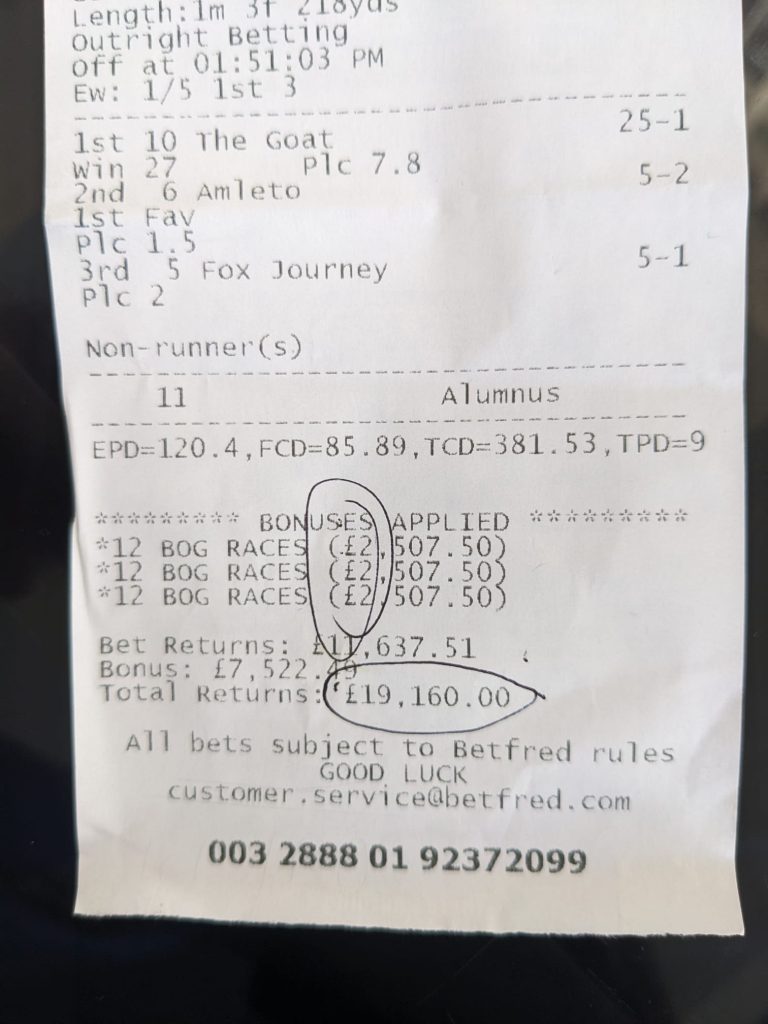 Length:1m 3f 218yds
Outright Betting
Off at 01:51:03 PM
Ew: 1/5 1st 3
1st 10 The Goat 25-1
Win 27 Plc 7.8
2nd 6 Amleto 5-2
1st Fav
Plc 1.5
3rd 5 Fox Journey 5-1
Plc 2
Non-runner(s)
11 Alumnus
EPD=120.4,FCD=85.89,TCD=381.53,TPD=9
********* BONUSES APPLIED *********
*12 BOG RACES (£2,507.50)
*12 BOG RACES (£2,507.50)
*12 BOG RACES (£2,507.50)
Bet Returns: £11,637.51
Bonus: £7,522.49
Total Returns: £19,160.00
All bets subject to Betfred rules
GOOD LUCK
customer.service@betfred.com
003 2888 01 92372099